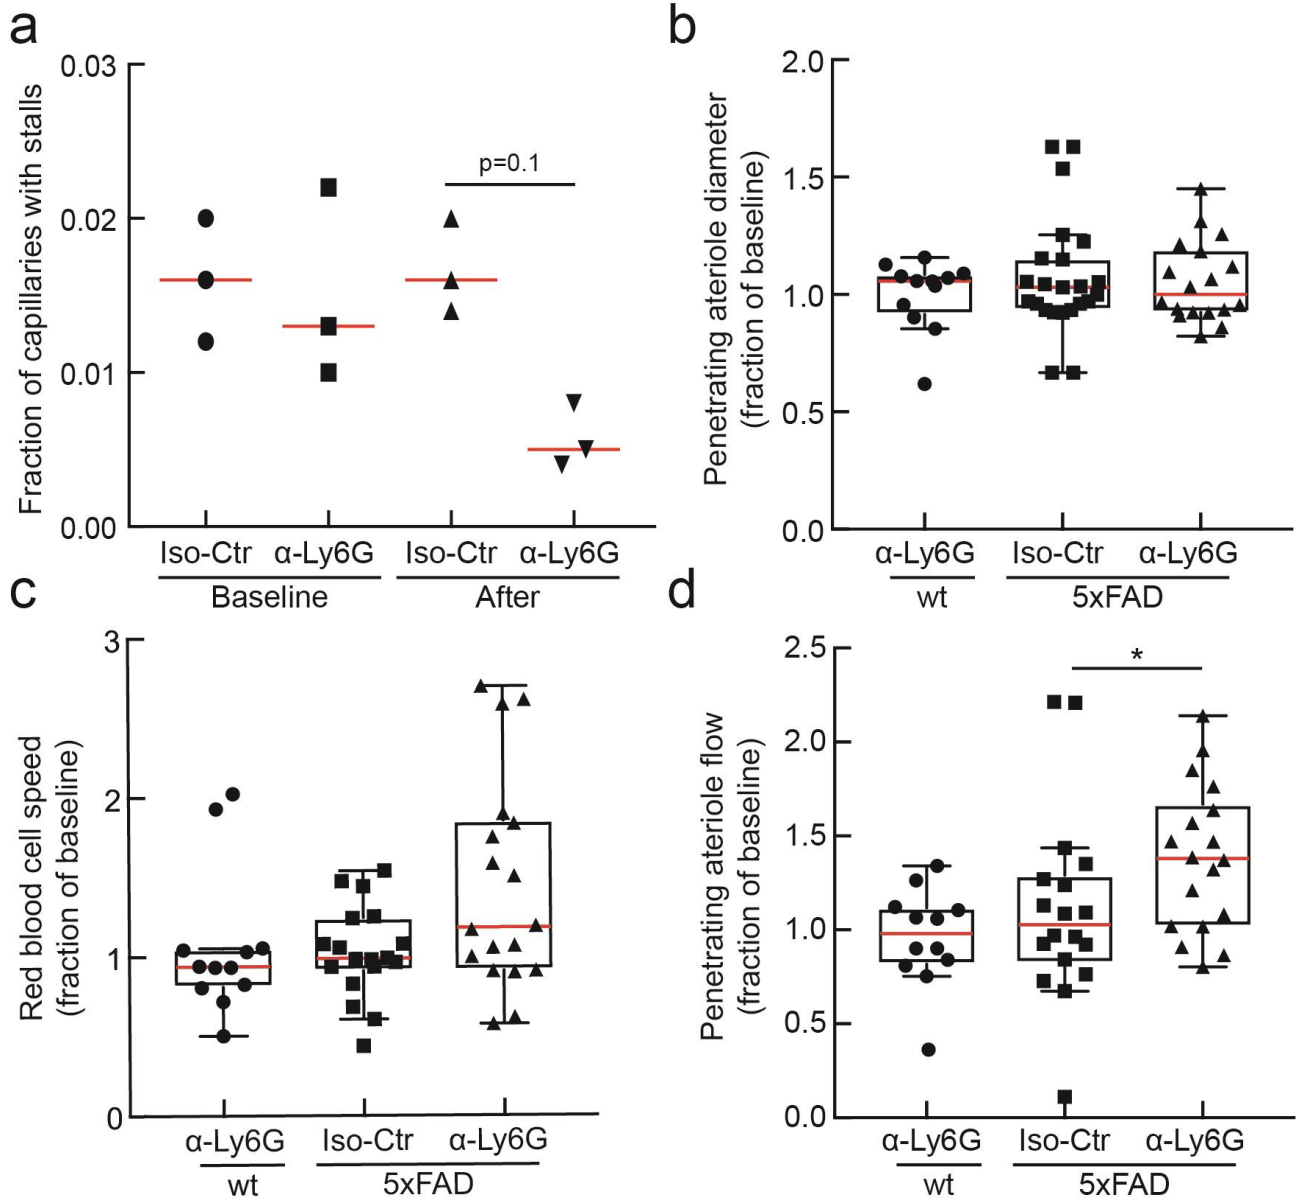 a
Fraction of capillaries with stalls
0.03
0.02
0.01
0.00
p=0.1
Iso-Ctr α-Ly6G Iso-Ctr α-Ly6G
Baseline After
b
Penetrating ateriole diameter
(fraction of baseline)
2.0
1.5
1.0
0.5
0.0
α-Ly6G Iso-Ctr α-Ly6G
wt 5xFAD
c
Red blood cell speed
(fraction of baseline)
3
2
1
0
α-Ly6G Iso-Ctr α-Ly6G
wt 5xFAD
d
Penetrating ateriole flow
(fraction of baseline)
2.5
2.0
1.5
1.0
0.5
0.0
*
α-Ly6G Iso-Ctr α-Ly6G
wt 5xFAD